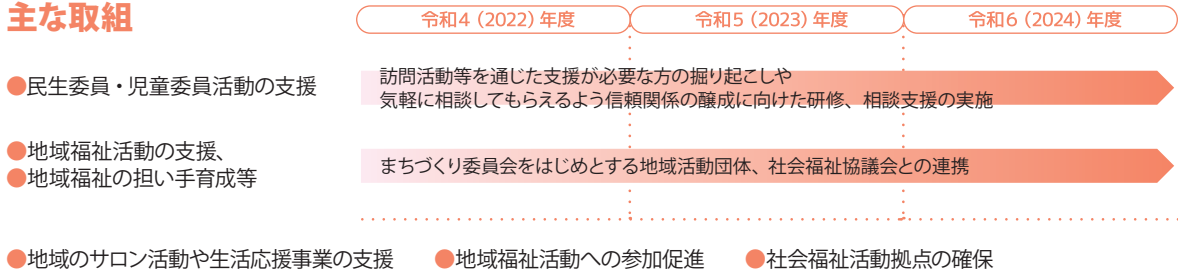 主な取組
令和4（2022）年度
令和5（2023）年度
令和6（2024）年度
●民生委員・児童委員活動の支援
訪問活動等を通じた支援が必要な方の掘り起こしや
気軽に相談してもらえるよう信頼関係の醸成に向けた研修、相談支援の実施
●地域福祉活動の支援、
●地域福祉の担い手育成等
まちづくり委員会をはじめとする地域活動団体、社会福祉協議会との連携
●地域のサロン活動や生活応援事業の支援 ●地域福祉活動への参加促進 ●社会福祉活動拠点の確保